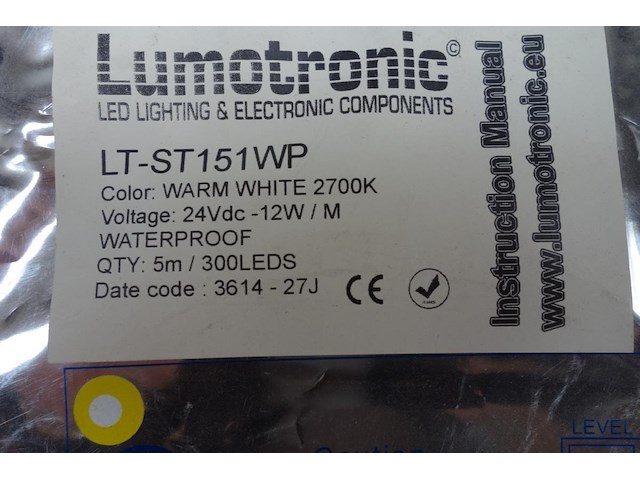 Lumotronic©
LED LIGHTING & ELECTRONIC COMPONENTS
LT-ST151WP
Color: WARM WHITE 2700K
Voltage: 24Vdc -12W / M
WATERPROOF
QTY: 5m / 300LEDS
Date code : 3614 - 27J
CE
Instruction Manual
www.lumotronic.eu
LEVEL